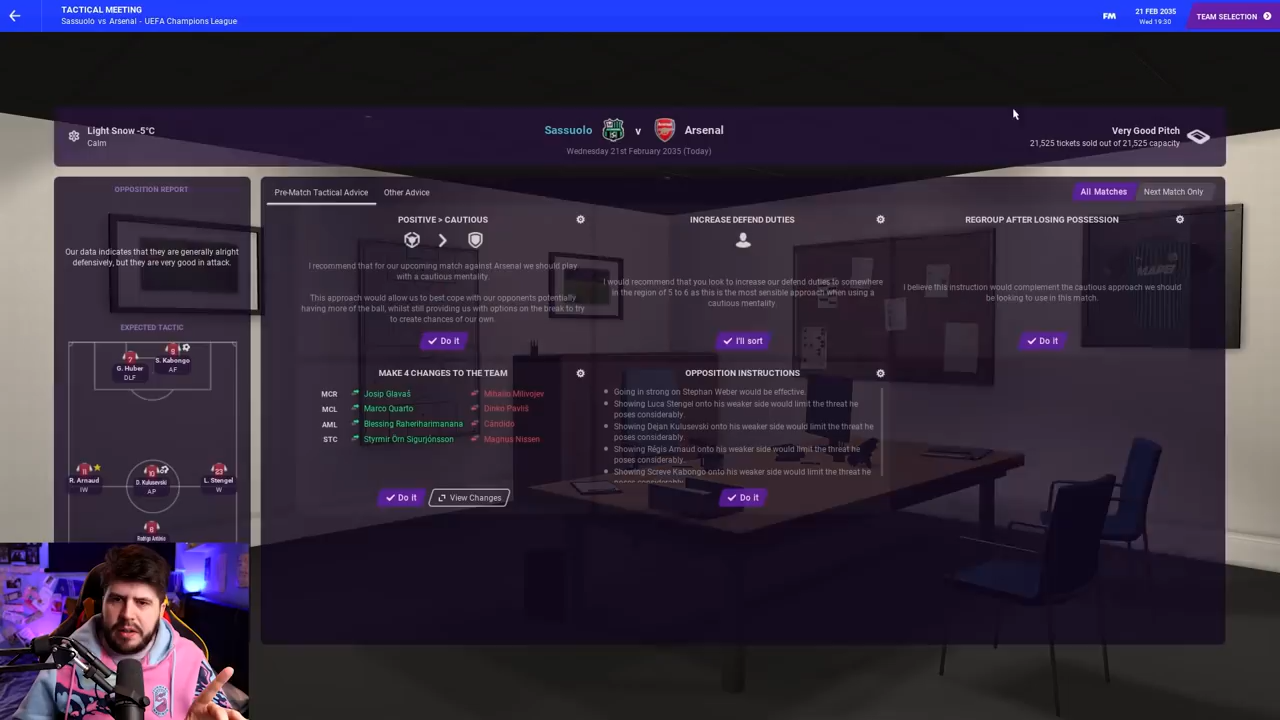 TACTICAL MEETING
Sassuolo vs Arsenal - UEFA Champions League
FM
21 FEB 2035
Wed 19:30
TEAM SELECTION
Light Snow -5°C
Calm
Sassuolo
v
Arsenal
Wednesday 21st February 2035 (Today)
Very Good Pitch
21,525 tickets sold out of 21,525 capacity
OPPOSITION REPORT
Our data indicates that they are generally alright
defensively, but they are very good in attack.
EXPECTED TACTIC
7
G. Huber
DLF
9
S. Kabongo
AF
11
R. Arnaud
IW
10
D. Kulusevski
AP
23
L. Stengel
W
8
Rodrigo António
Pre-Match Tactical Advice
Other Advice
All Matches
Next Match Only
POSITIVE > CAUTIOUS
I recommend that for our upcoming match against Arsenal we should play
with a cautious mentality.
This approach would allow us to best cope with our opponents potentially
having more of the ball, whilst still providing us with options on the break to try
to create chances of our own.
Do it
INCREASE DEFEND DUTIES
I would recommend that you look to increase our defend duties to somewhere
in the region of 5 to 6 as this is the most sensible approach when using a
cautious mentality.
I'll sort
REGROUP AFTER LOSING POSSESSION
I believe this instruction would complement the cautious approach we should
be looking to use in this match.
Do it
MAKE 4 CHANGES TO THE TEAM
MCR Josip Glavaš Mihailo Milivojev
MCL Marco Quarto Dinko Pavliš
AML Blessing Raheriharimanana Cândido
STC Styrmir Örn Sigurjónsson Magnus Nissen
Do it
View Changes
OPPOSITION INSTRUCTIONS
Going in strong on Stephan Weber would be effective.
Showing Luca Stengel onto his weaker side would limit the threat he
poses considerably.
Showing Dejan Kulusevski onto his weaker side would limit the threat he
poses considerably.
Showing Régis Arnaud onto his weaker side would limit the threat he
poses considerably.
Showing Screve Kabongo onto his weaker side would limit the threat he
poses considerably.
Do it
MAPEI